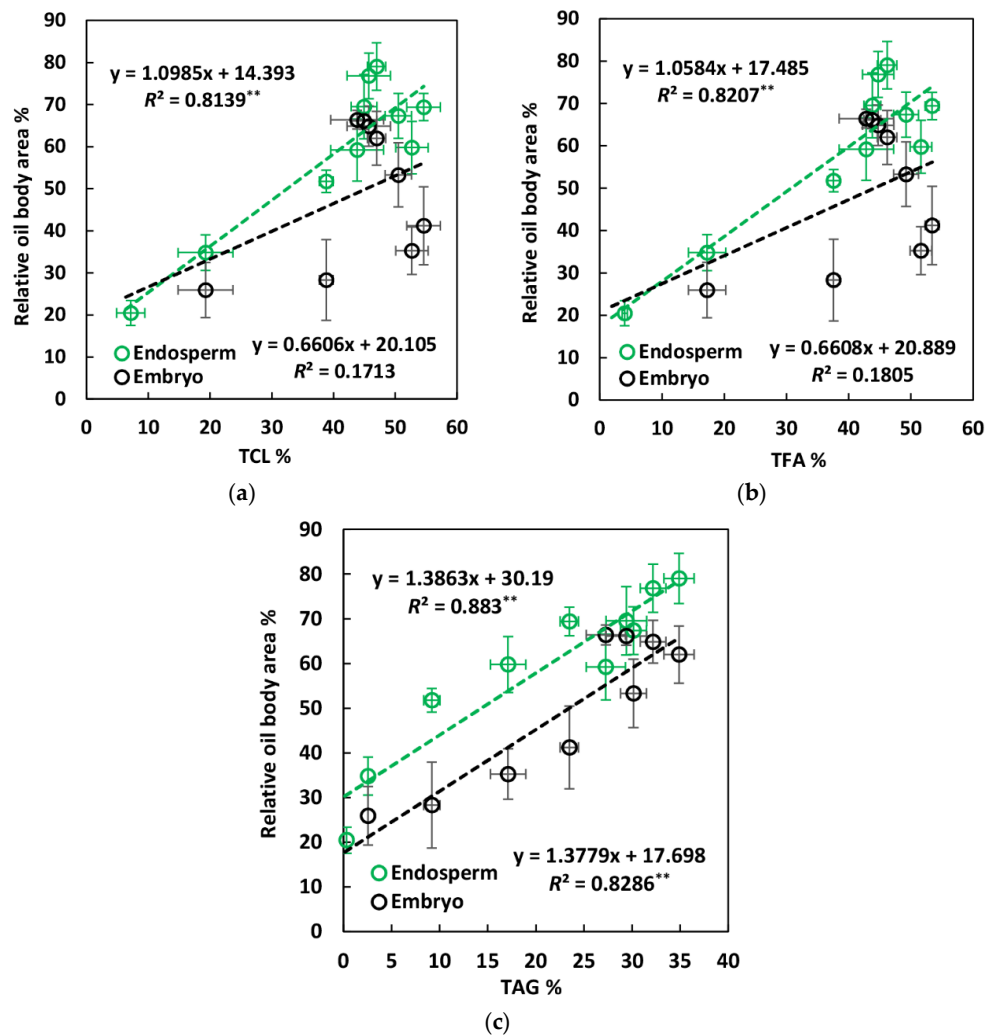 90
80
70
60
50
40
30
20
10
0
Relative oil body area %
y = 1.0985x + 14.393
R² = 0.8139**
y = 0.6606x + 20.105
R² = 0.1713
Endosperm
Embryo
0 10 20 30 40 50 60
TCL %
(a)
90
80
70
60
50
40
30
20
10
0
Relative oil body area %
y = 1.0584x + 17.485
R² = 0.8207**
y = 0.6608x + 20.889
R² = 0.1805
Endosperm
Embryo
0 10 20 30 40 50 60
TFA %
(b)
90
80
70
60
50
40
30
20
10
0
Relative oil body area %
y = 1.3863x + 30.19
R² = 0.883**
y = 1.3779x + 17.698
R² = 0.8286**
Endosperm
Embryo
0 5 10 15 20 25 30 35 40
TAG %
(c)